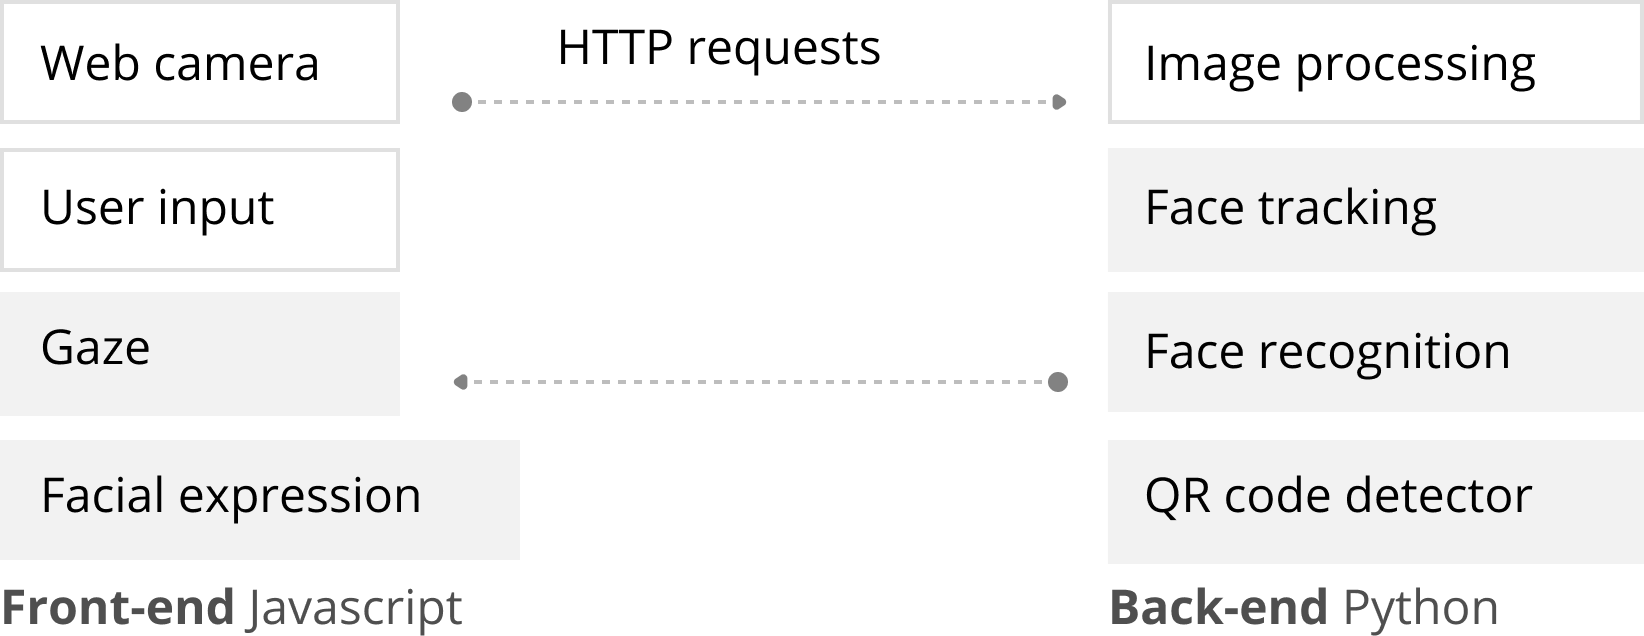 Web camera
HTTP requests
Image processing
User input
Face tracking
Gaze
Face recognition
Facial expression
QR code detector
Front-end Javascript
Back-end Python